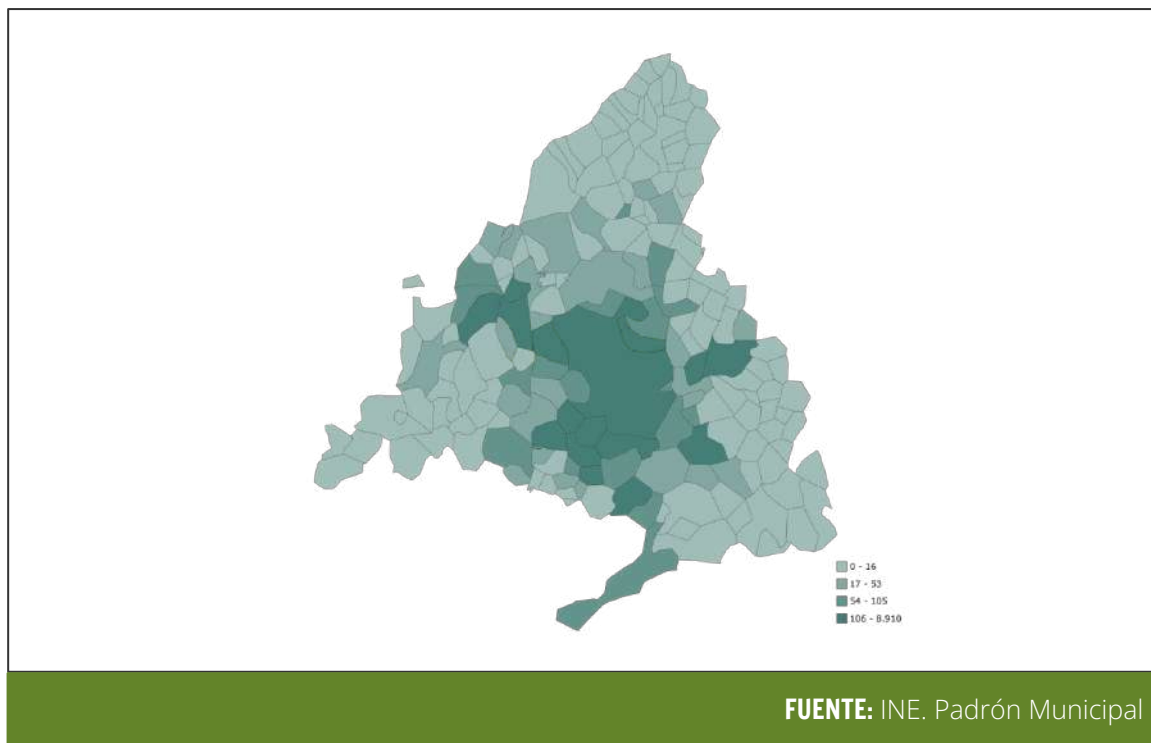 0 - 16
17 - 53
54 - 105
106 - 8.910
FUENTE: INE. Padrón Municipal